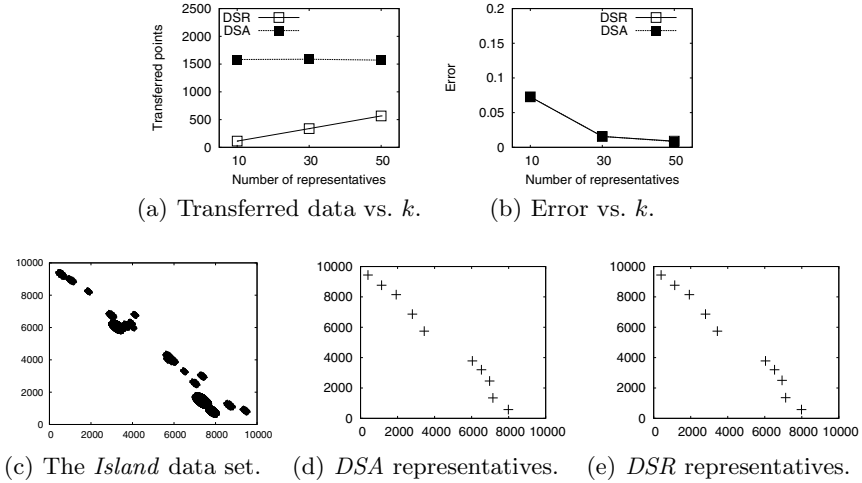 DSR
DSA
Transferred points
2500
2000
1500
1000
500
0
10 30 50
Number of representatives
(a) Transferred data vs. k.
DSR
DSA
Error
0.2
0.15
0.1
0.05
0
10 30 50
Number of representatives
(b) Error vs. k.
10000
8000
6000
4000
2000
0
0 2000 4000 6000 8000 10000
(c) The Island data set.
10000
8000
6000
4000
2000
0
0 2000 4000 6000 8000 10000
(d) DSA representatives.
10000
8000
6000
4000
2000
0
0 2000 4000 6000 8000 10000
(e) DSR representatives.